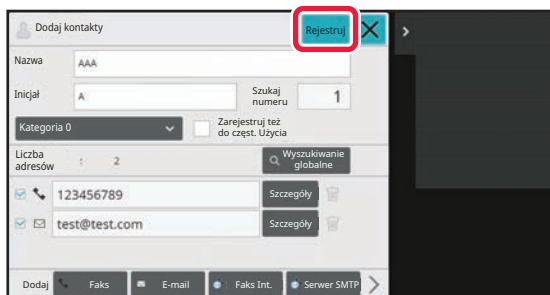 Dodaj kontakty Rejestruj
Nazwa AAA
Inicjał A Szukaj
numeru 1
Kategoria 0 Zarejestruj też
do częst. Użycia
Liczba
adresów : 2 Wyszukiwanie
globalne
123456789 Szczegóły
test@test.com Szczegóły
Dodaj Faks E-mail Faks Int. Serwer SMTP